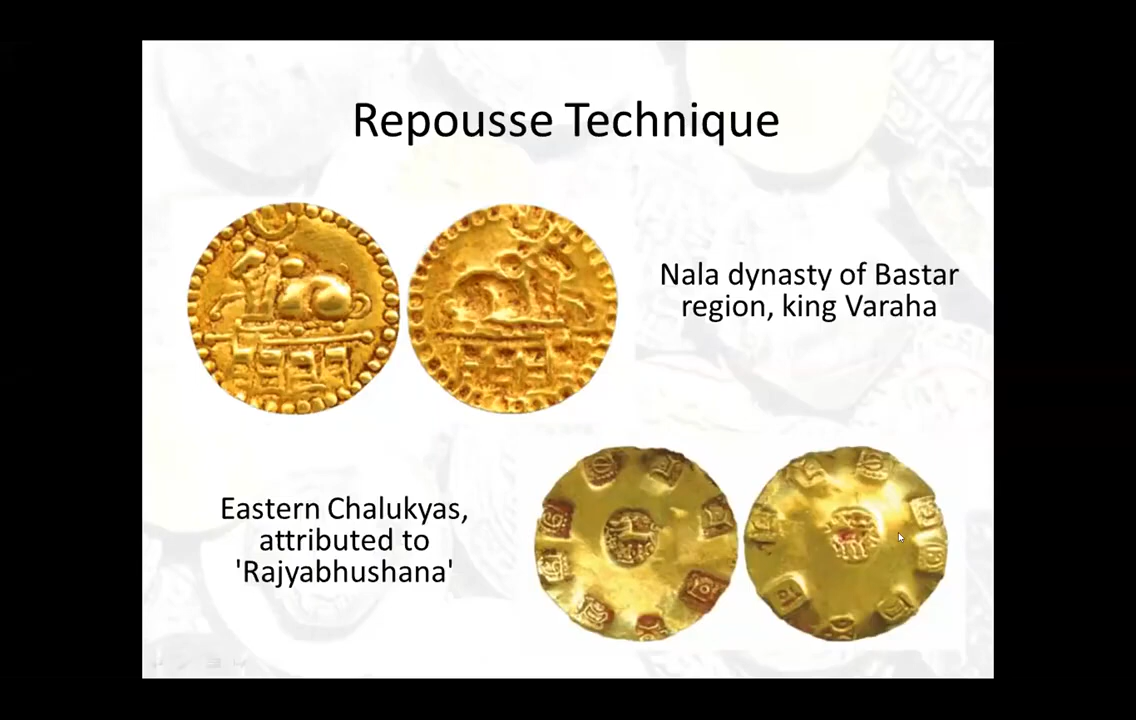 Repousse Technique
Nala dynasty of Bastar
region, king Varaha
Eastern Chalukyas,
attributed to
'Rajyabhushana'